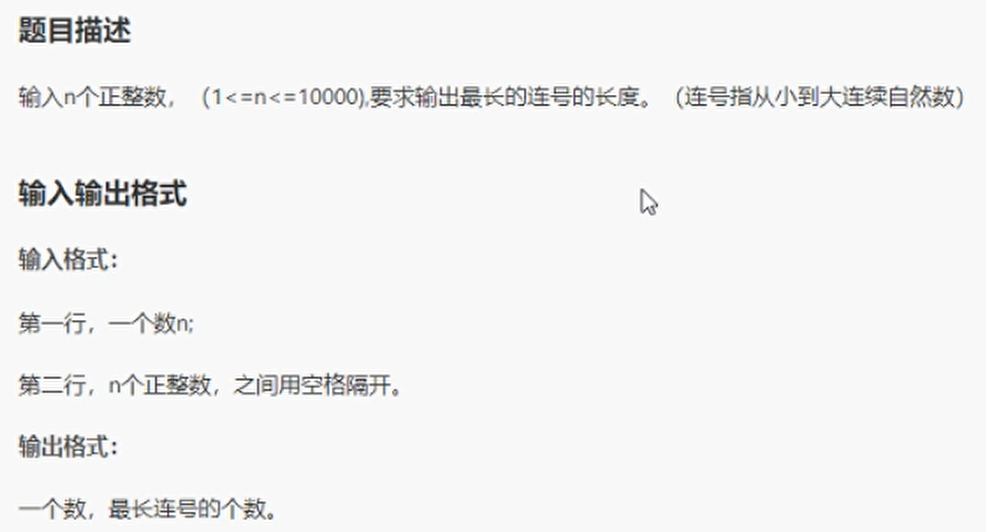 题目描述
输入n个正整数，（1<=n<=10000),要求输出最长的连号的长度。（连号指从小到大连续自然数）
输入输出格式
输入格式：
第一行，一个数n;
第二行，n个正整数，之间用空格隔开。
输出格式：
一个数，最长连号的个数。